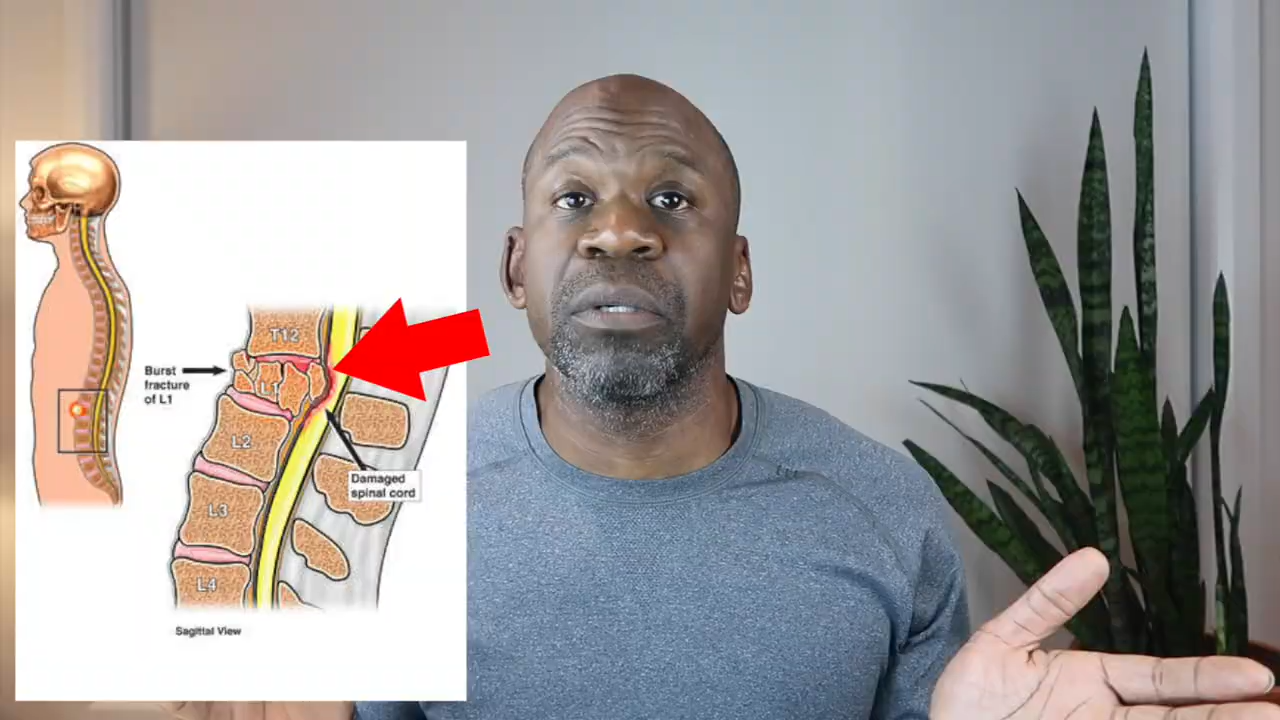 T12
Burst
fracture
of L1
L1
L2
Damaged
spinal cord
L3
L4
Sagittal View